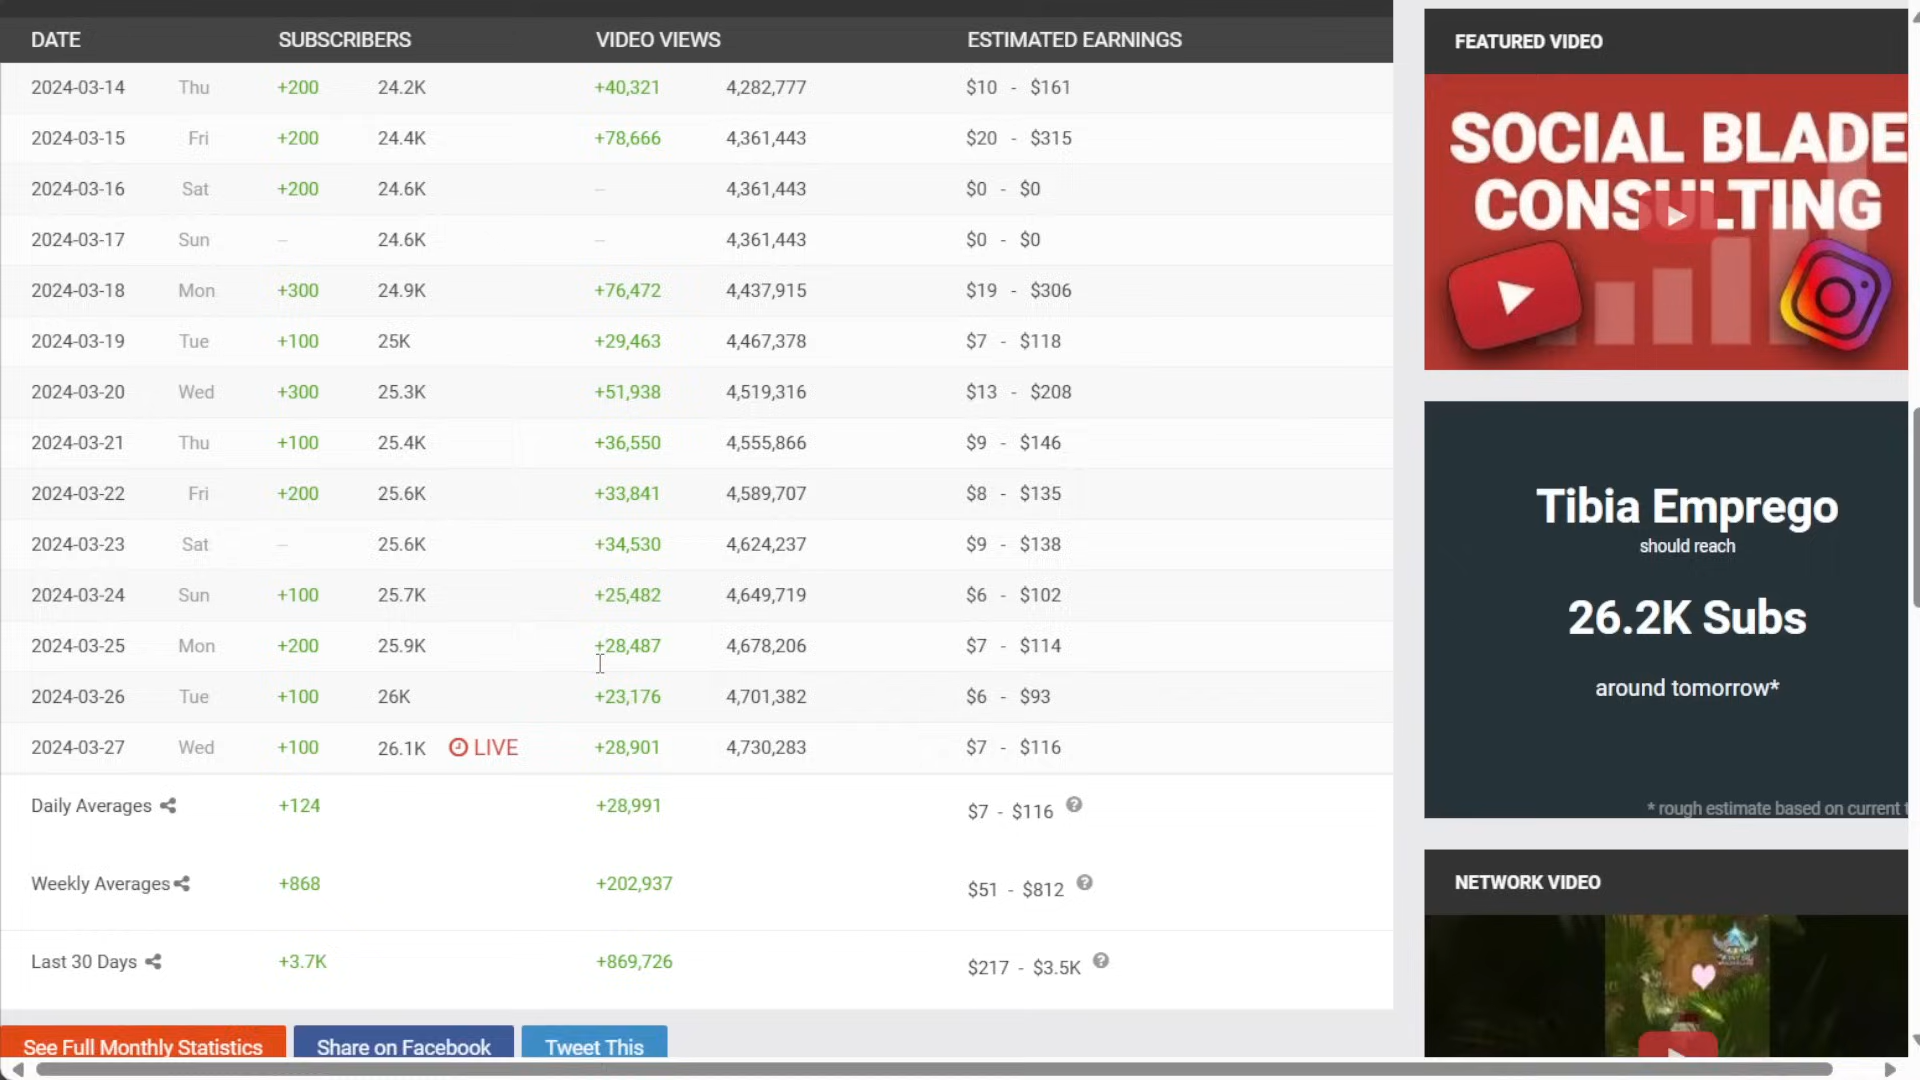 DATE SUBSCRIBERS VIDEO VIEWS ESTIMATED EARNINGS
2024-03-14 Thu +200 24.2K +40,321 4,282,777 $10 - $161
2024-03-15 Fri +200 24.4K +78,666 4,361,443 $20 - $315
2024-03-16 Sat +200 24.6K -- 4,361,443 $0 - $0
2024-03-17 Sun -- 24.6K -- 4,361,443 $0 - $0
2024-03-18 Mon +300 24.9K +76,472 4,437,915 $19 - $306
2024-03-19 Tue +100 25K +29,463 4,467,378 $7 - $118
2024-03-20 Wed +300 25.3K +51,938 4,519,316 $13 - $208
2024-03-21 Thu +100 25.4K +36,550 4,555,866 $9 - $146
2024-03-22 Fri +200 25.6K +33,841 4,589,707 $8 - $135
2024-03-23 Sat -- 25.6K +34,530 4,624,237 $9 - $138
2024-03-24 Sun +100 25.7K +25,482 4,649,719 $6 - $102
2024-03-25 Mon +200 25.9K +28,487 4,678,206 $7 - $114
2024-03-26 Tue +100 26K +23,176 4,701,382 $6 - $93
2024-03-27 Wed +100 26.1K LIVE +28,901 4,730,283 $7 - $116
Daily Averages +124 +28,991 $7 - $116
Weekly Averages +868 +202,937 $51 - $812
Last 30 Days +3.7K +869,726 $217 - $3.5K
See Full Monthly Statistics Share on Facebook Tweet This
FEATURED VIDEO
SOCIAL BLADE
CONSULTING
Tibia Emprego
should reach
26.2K Subs
around tomorrow*
* rough estimate based on current t
NETWORK VIDEO